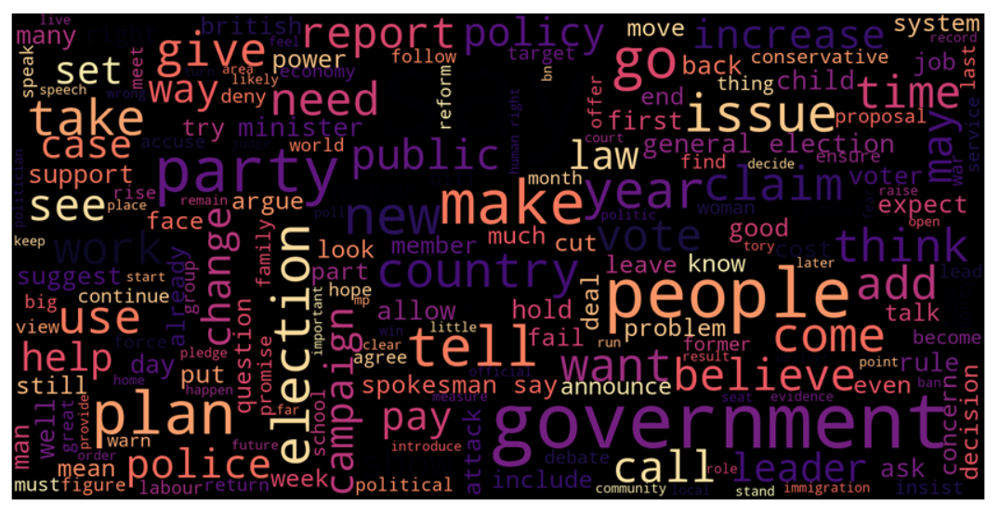 live
many
right
british
feel
report
policy
move
increase
system
record
speak
set
meet
give
area
likely
turn
power
economy
follow
target
bn
go
back
conservative
thing
child
job
last
speech
wrong
way
deny
need
reform
offer
end
time
take
try
minister
first
issue
proposal
case
accuse
judge
world
party
public
human right
court
law
general election
find
decide
ensure
may
war
service
politician
support
rise
see
place
remain
argue
poll
month
make
year
claim
voter
raise
politic
woman
fear
expect
open
face
new
much
cut
vote
good
tory
cost
think
keep
work
change
family
look
member
country
leave
know
later
lead
suggest
start
already
group
part
hope
mp
allow
hold
deal
people
add
talk
big
continue
view
use
question
election
important
campaign
win
little
clear
agree
tell
fail
problem
run
former
result
come
become
help
force
day
pledge
home
happen
promise
official
want
believe
point
rule
ban
still
put
far
school
spokesman say
announce
even
seat
evidence
concern
decision
man
well
great
provide
plan
warn
measure
pay
government
order
mean
police
future
introduce
attack
debate
include
call
role
leader
ask
must
figure
labour
return
week
political
community
local
stand
immigration
insist